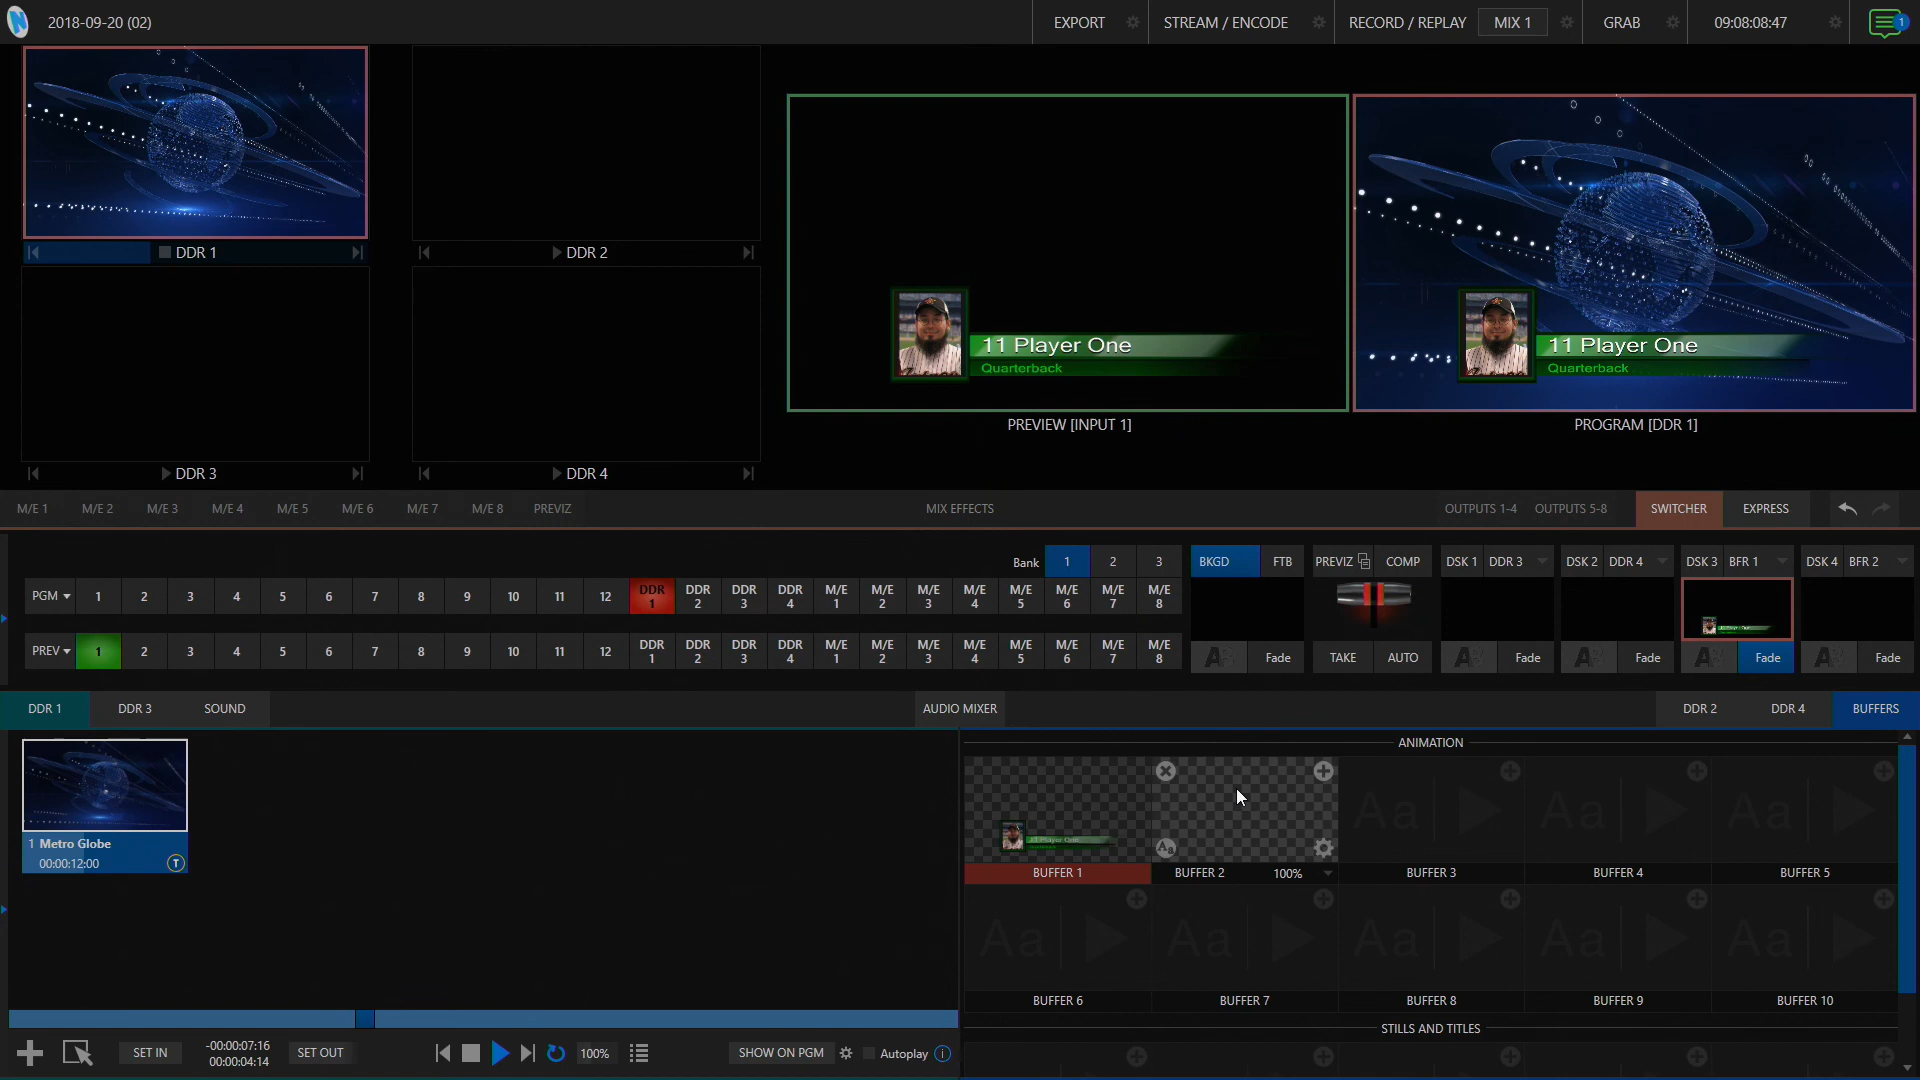 2018-09-20 (02)
EXPORT
STREAM / ENCODE
RECORD / REPLAY
MIX 1
GRAB
09:08:08:47
1
DDR 1
DDR 2
DDR 3
DDR 4
11 Player One
Quarterback
PREVIEW [INPUT 1]
11 Player One
Quarterback
PROGRAM [DDR 1]
M/E 1 M/E 2 M/E 3 M/E 4 M/E 5 M/E 6 M/E 7 M/E 8 PREVIZ
MIX EFFECTS
OUTPUTS 1-4 OUTPUTS 5-8 SWITCHER EXPRESS
Bank 1 2 3
BKGD FTB PREVIZ COMP DSK 1 DDR 3 DSK 2 DDR 4 DSK 3 BFR 1 DSK 4 BFR 2
PGM 1 2 3 4 5 6 7 8 9 10 11 12 DDR 1 DDR 2 DDR 3 DDR 4 M/E 1 M/E 2 M/E 3 M/E 4 M/E 5 M/E 6 M/E 7 M/E 8
PREV 1 2 3 4 5 6 7 8 9 10 11 12 DDR 1 DDR 2 DDR 3 DDR 4 M/E 1 M/E 2 M/E 3 M/E 4 M/E 5 M/E 6 M/E 7 M/E 8
Fade TAKE AUTO Fade Fade Fade Fade
DDR 1 DDR 3 SOUND
AUDIO MIXER
DDR 2 DDR 4 BUFFERS
1 Metro Globe
00:00:12:00
T
ANIMATION
BUFFER 1
BUFFER 2 100%
BUFFER 3
BUFFER 4
BUFFER 5
Aa Aa Aa Aa Aa
BUFFER 6
BUFFER 7
BUFFER 8
BUFFER 9
BUFFER 10
STILLS AND TITLES
SET IN
-00:00:07:16
00:00:04:14
SET OUT
100%
SHOW ON PGM
Autoplay